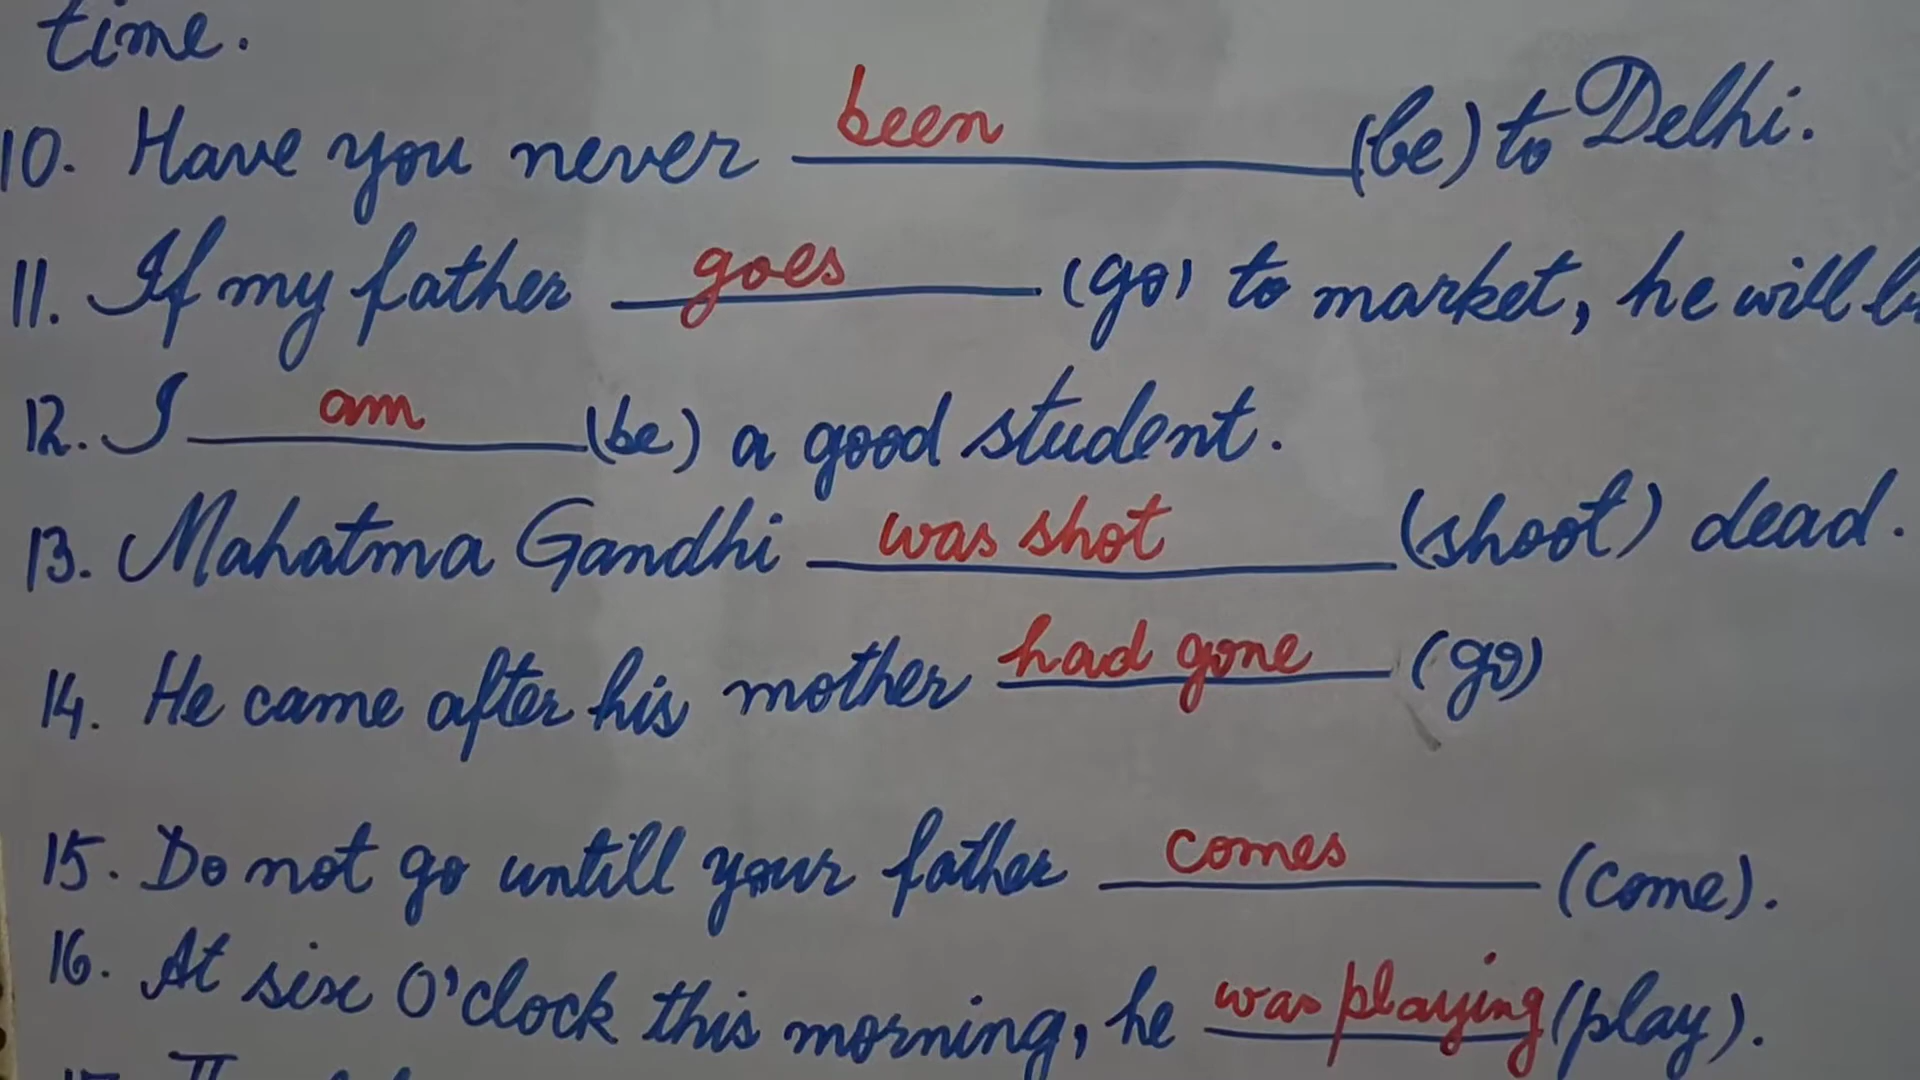 time.
10. Have you never been (be) to Delhi.
11. If my father goes (go) to market, he will
12. I am (be) a good student.
13. Mahatma Gandhi was shot (shoot) dead.
14. He came after his mother had gone (go)
15. Do not go untill your father comes (come).
16. At six O'clock this morning, he was playing (play).